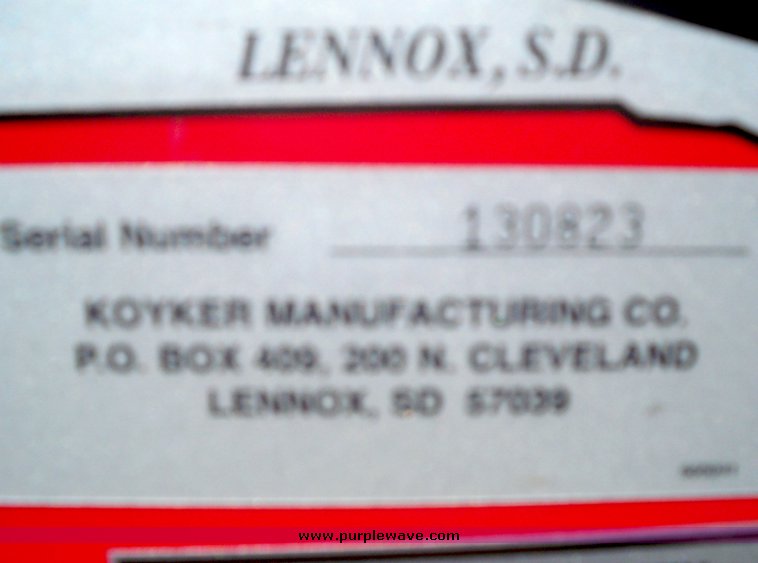 LENNOX, S.D.
Serial Number 130823
KOYKER MANUFACTURING CO.
P.O. BOX 409, 200 N. CLEVELAND
LENNOX, SD 57039
www.purplewave.com